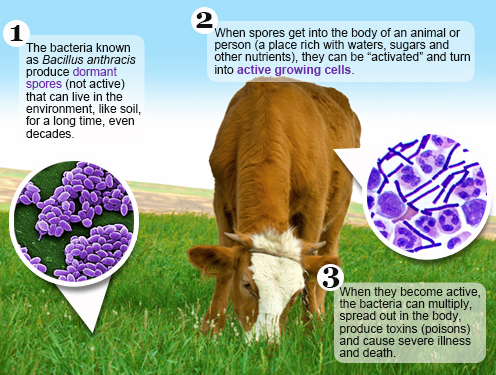 1
The bacteria known
as Bacillus anthracis
produce dormant
spores (not active)
that can live in the
environment, like soil,
for a long time, even
decades.
2
When spores get into the body of an animal or
person (a place rich with waters, sugars and
other nutrients), they can be “activated” and turn
into active growing cells.
3
When they become active,
the bacteria can multiply,
spread out in the body,
produce toxins (poisons)
and cause severe illness
and death.